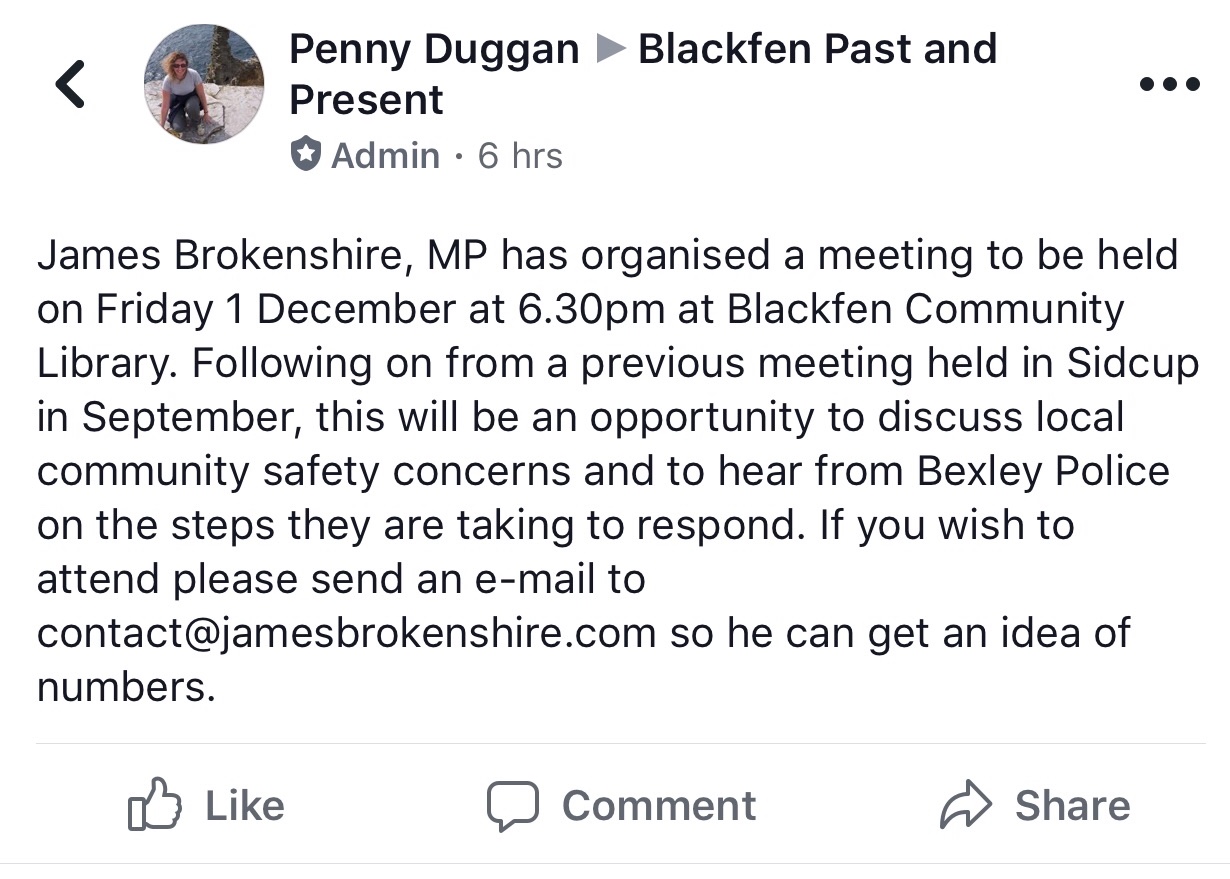 Penny Duggan ▶ Blackfen Past and
Present
Admin · 6 hrs
James Brokenshire, MP has organised a meeting to be held
on Friday 1 December at 6.30pm at Blackfen Community
Library. Following on from a previous meeting held in Sidcup
in September, this will be an opportunity to discuss local
community safety concerns and to hear from Bexley Police
on the steps they are taking to respond. If you wish to
attend please send an e-mail to
contact@jamesbrokenshire.com so he can get an idea of
numbers.
Like Comment Share